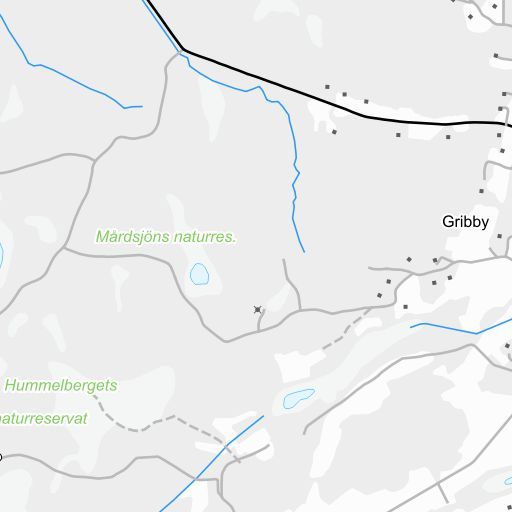 Gribby
Mårdsjöns naturres.
Hummelbergets
naturreservat